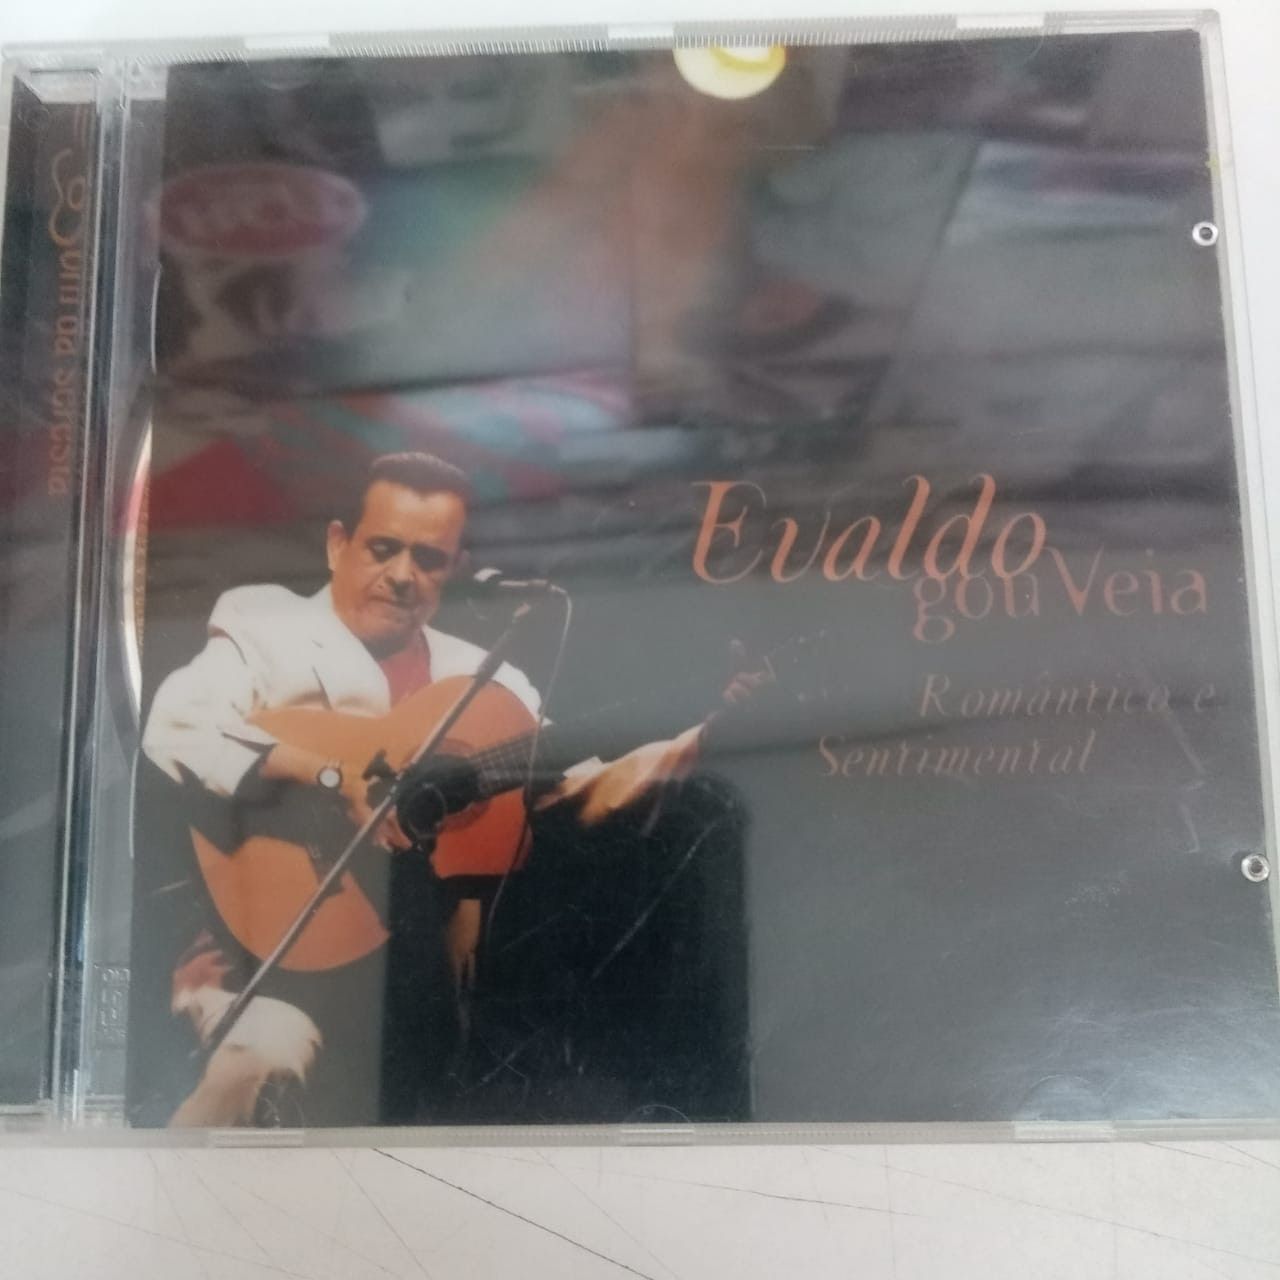 Evaldo
gouVeia
Romântico e
Sentimental